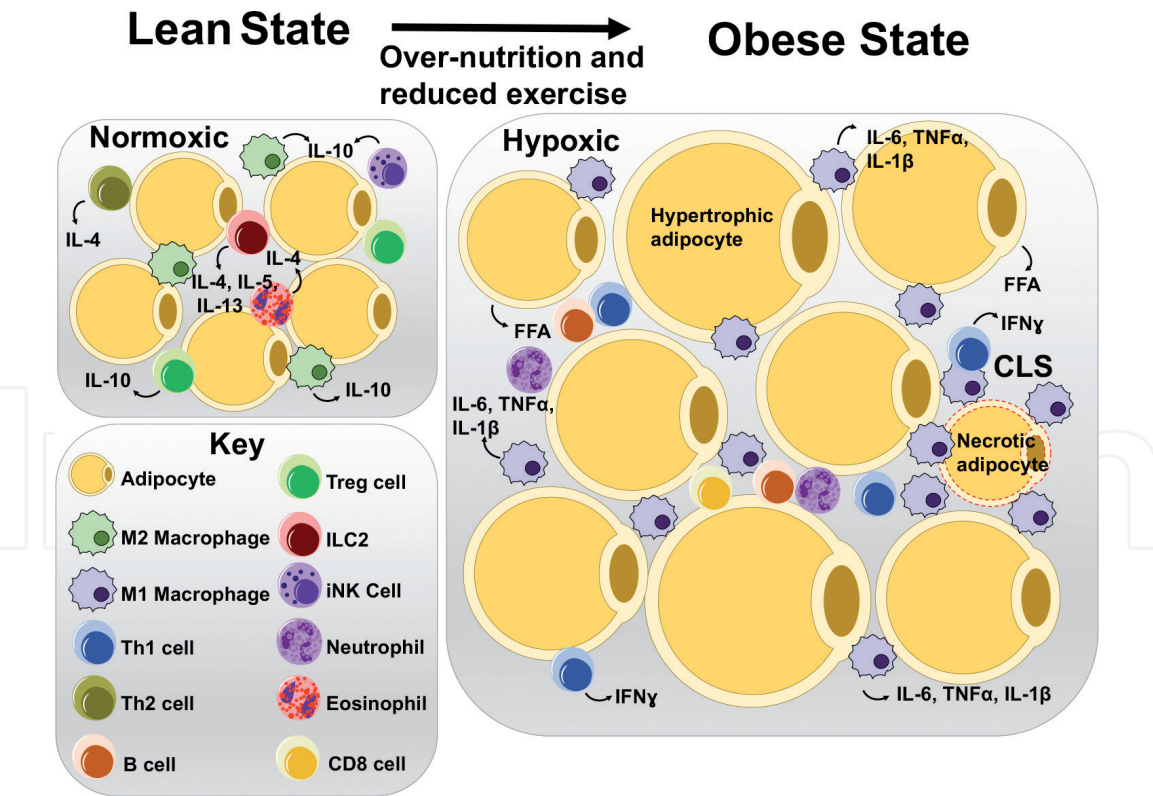 Lean State
Over-nutrition and
reduced exercise
Obese State
Normoxic
IL-10
IL-4
IL-4
IL-4, IL-5,
IL-13
IL-10
IL-10
Hypoxic
IL-6, TNFα,
IL-1β
Hypertrophic
adipocyte
FFA
FFA
IFNɣ
CLS
IL-6, TNFα,
IL-1β
Necrotic
adipocyte
IL-6, TNFα, IL-1β
IFNɣ
Key
Adipocyte
Treg cell
M2 Macrophage
ILC2
M1 Macrophage
iNK Cell
Th1 cell
Neutrophil
Th2 cell
Eosinophil
B cell
CD8 cell